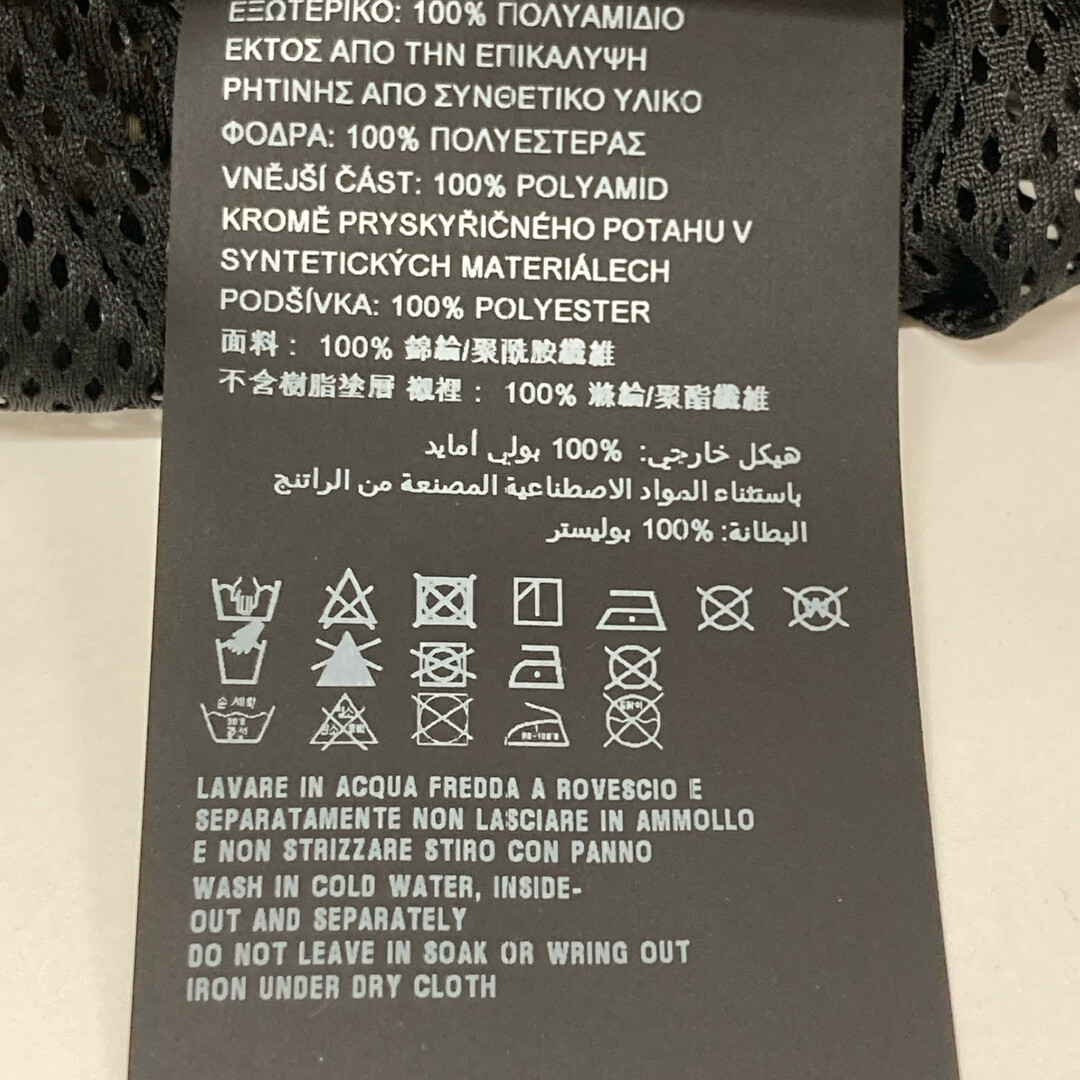 ΕΞΩΤΕΡΙΚΟ: 100% ΠΟΛΥΑΜΙΔΙΟ
ΕΚΤΟΣ ΑΠΟ ΤΗΝ ΕΠΙΚΑΛΥΨΗ
ΡΗΤΙΝΗΣ ΑΠΟ ΣΥΝΘΕΤΙΚΟ ΥΛΙΚΟ
ΦΟΔΡΑ: 100% ΠΟΛΥΕΣΤΕΡΑΣ
VNĚJŠÍ ČÁST: 100% POLYAMID
KROMĚ PRYSKYŘIČNÉHO POTAHU V
SYNTETICKÝCH MATERIÁLECH
PODŠÍVKA: 100% POLYESTER
面料： 100% 錦綸/聚酰胺纖維
不含樹脂塗層 襯裡： 100% 滌綸/聚酯纖維
هيكل خارجي: 100% بولي أمايد
باستثناء المواد الاصطناعية المصنعة من الراتنج
البطانة: 100% بوليستر
W
손 세탁
LAVARE IN ACQUA FREDDA A ROVESCIO E
SEPARATAMENTE NON LASCIARE IN AMMOLLO
E NON STRIZZARE STIRO CON PANNO
WASH IN COLD WATER, INSIDE-
OUT AND SEPARATELY
DO NOT LEAVE IN SOAK OR WRING OUT
IRON UNDER DRY CLOTH